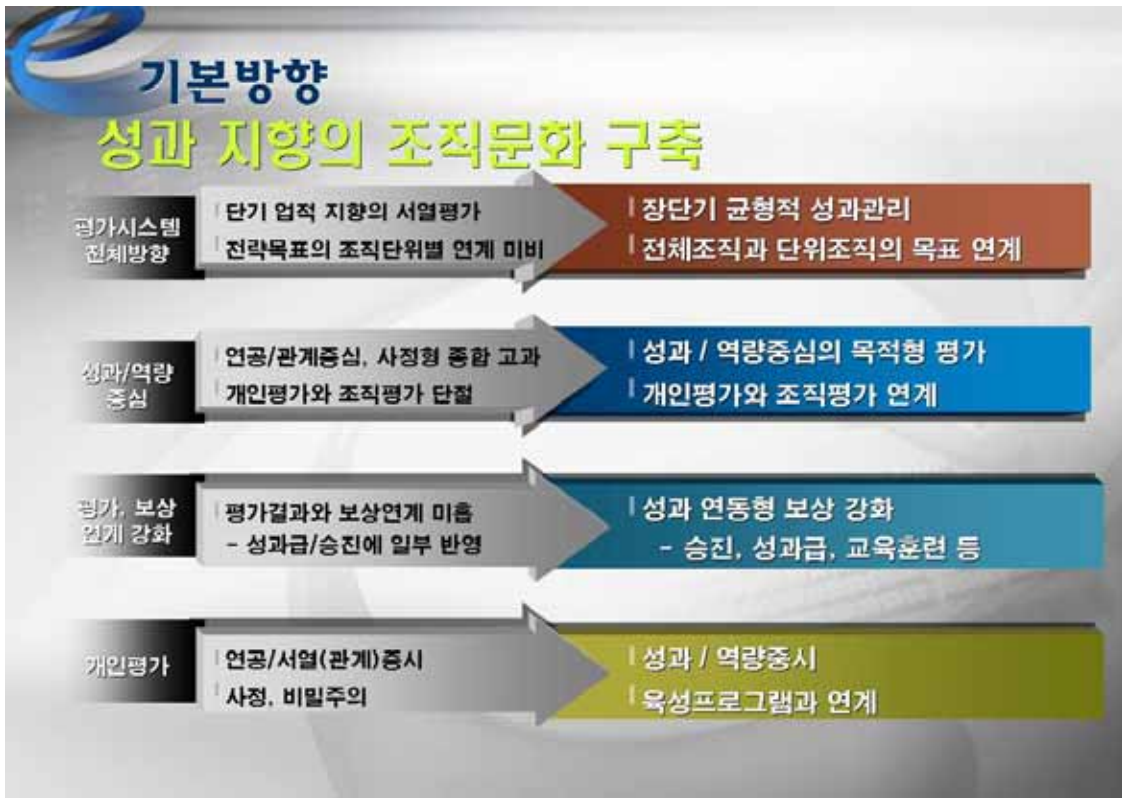 기본방향
성과 지향의 조직문화 구축
평가시스템
전체방향
단기 업적 지향의 서열평가
전략목표의 조직단위별 연계 미비
장단기 균형적 성과관리
전체조직과 단위조직의 목표 연계
성과/역량
중심
연공/관계중심, 사정형 종합 고과
개인평가와 조직평가 단절
성과 / 역량중심의 목적형 평가
개인평가와 조직평가 연계
평가, 보상
연계 강화
평가결과와 보상연계 미흡
- 성과급/승진에 일부 반영
성과 연동형 보상 강화
- 승진, 성과급, 교육훈련 등
개인평가
연공/서열(관계)중시
사정, 비밀주의
성과 / 역량중시
육성프로그램과 연계